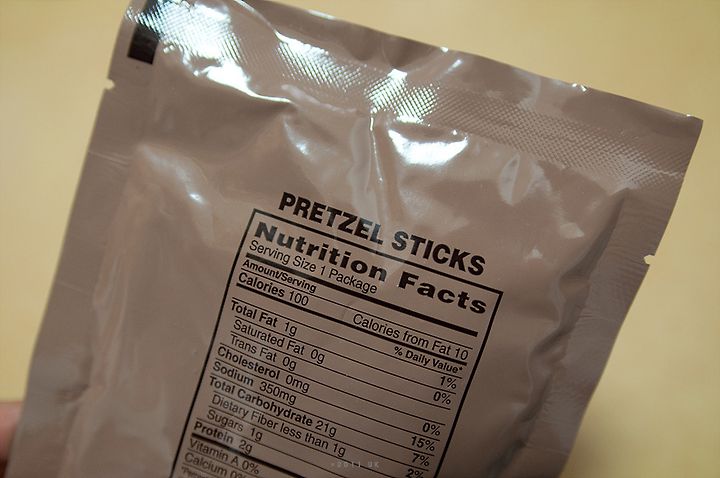 PRETZEL STICKS
Nutrition Facts
Serving Size 1 Package
Amount/Serving
Calories 100 Calories from Fat 10
% Daily Value*
Total Fat 1g 1%
Saturated Fat 0g 0%
Trans Fat 0g
Cholesterol 0mg 0%
Sodium 350mg 15%
Total Carbohydrate 21g 7%
Dietary Fiber less than 1g 2%
Sugars 1g
Protein 2g
Vitamin A 0%
Calcium 0%
2011 UK